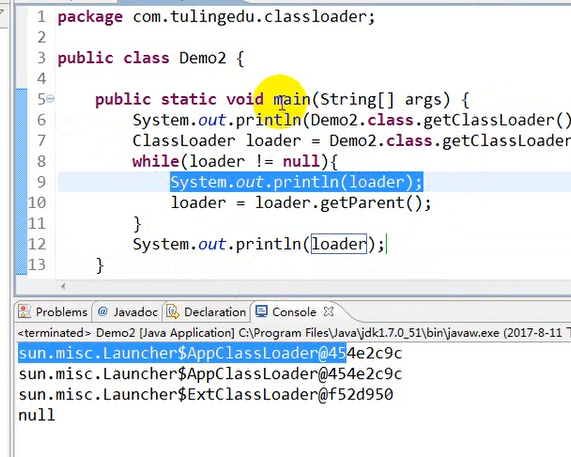 1 package com.tulingedu.classloader;
2
3 public class Demo2 {
4
5 public static void main(String[] args) {
6 System.out.println(Demo2.class.getClassLoader()
7 ClassLoader loader = Demo2.class.getClassLoader
8 while(loader != null){
9 System.out.println(loader);
10 loader = loader.getParent();
11 }
12 System.out.println(loader);
13 }
Problems @ Javadoc Declaration Console
<terminated> Demo2 [Java Application] C:\Program Files\Java\jdk1.7.0_51\bin\javaw.exe (2017-8-11 下
sun.misc.Launcher$AppClassLoader@454e2c9c
sun.misc.Launcher$AppClassLoader@454e2c9c
sun.misc.Launcher$ExtClassLoader@f52d950
null